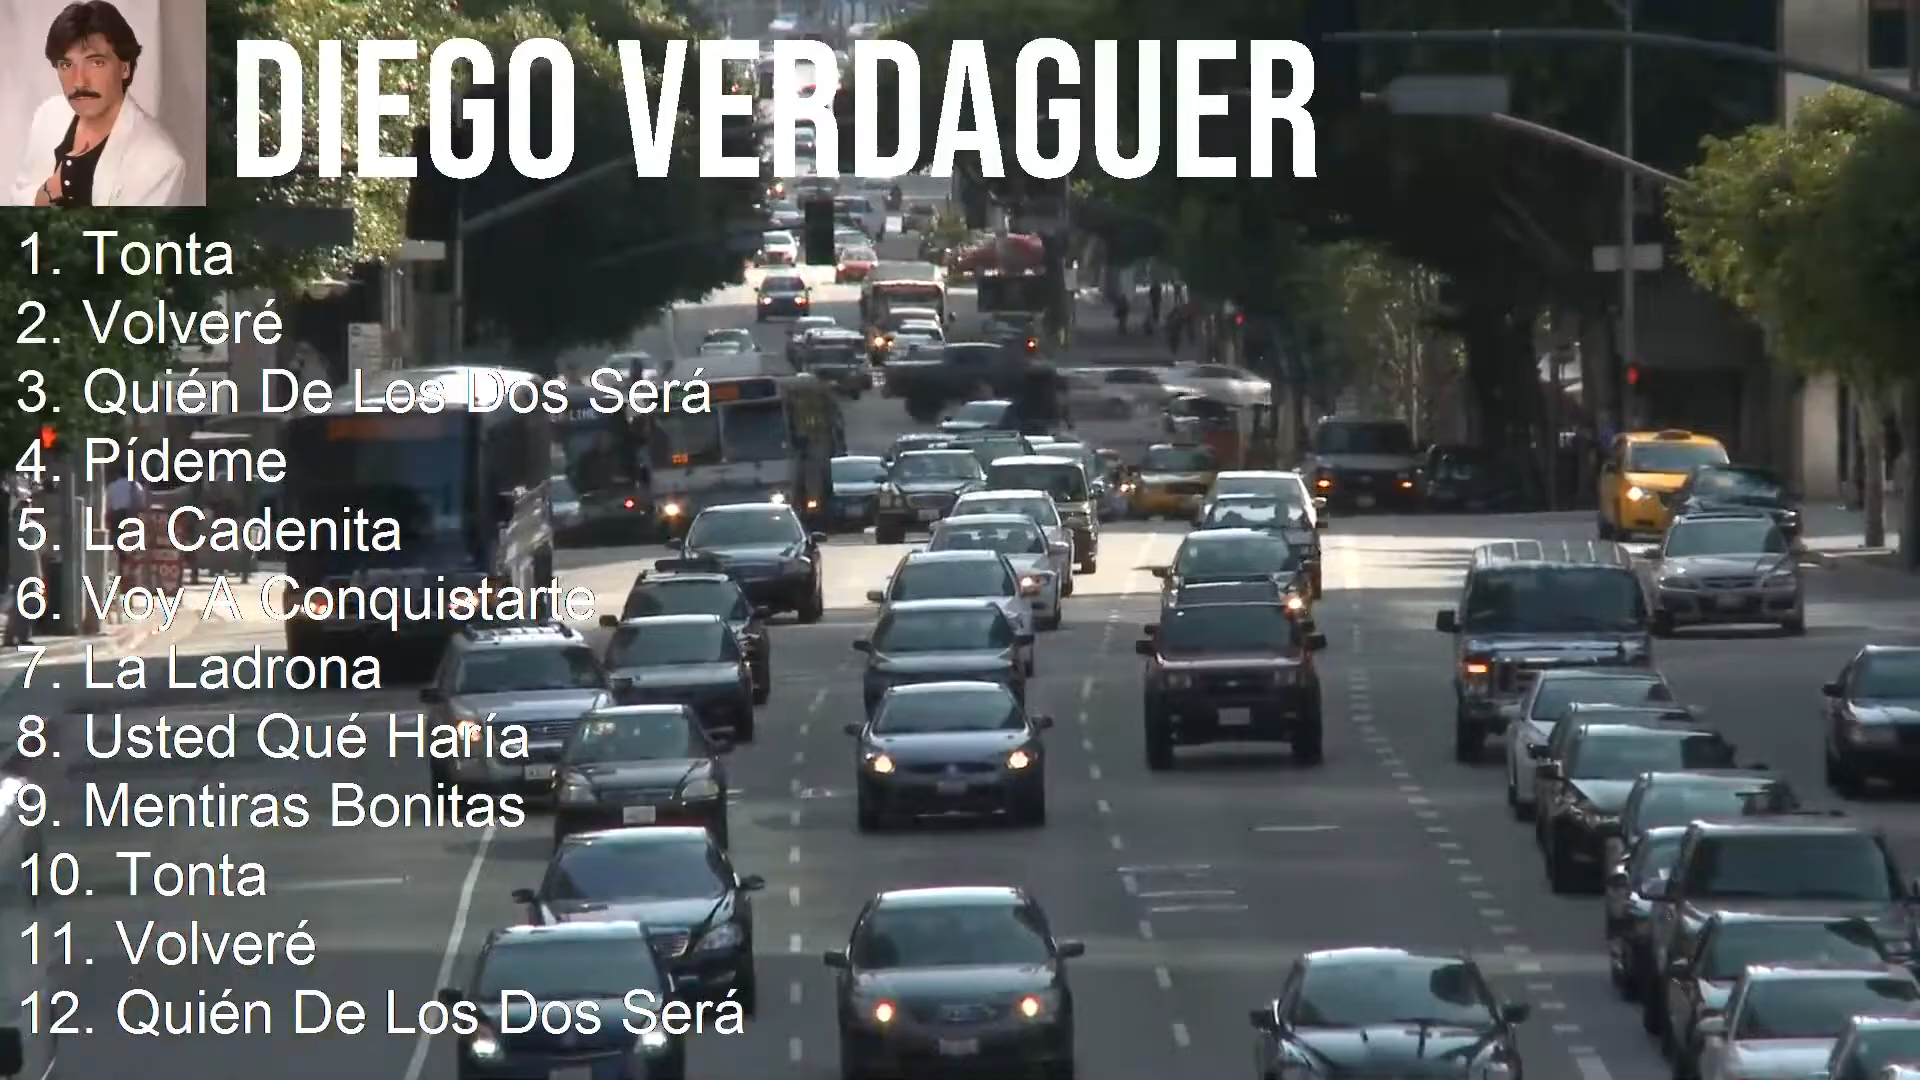 DIEGO VERDAGUER
1. Tonta
2. Volveré
3. Quién De Los Dos Será
4. Pídeme
5. La Cadenita
6. Voy A Conquistarte
7. La Ladrona
8. Usted Qué Haría
9. Mentiras Bonitas
10. Tonta
11. Volveré
12. Quién De Los Dos Será